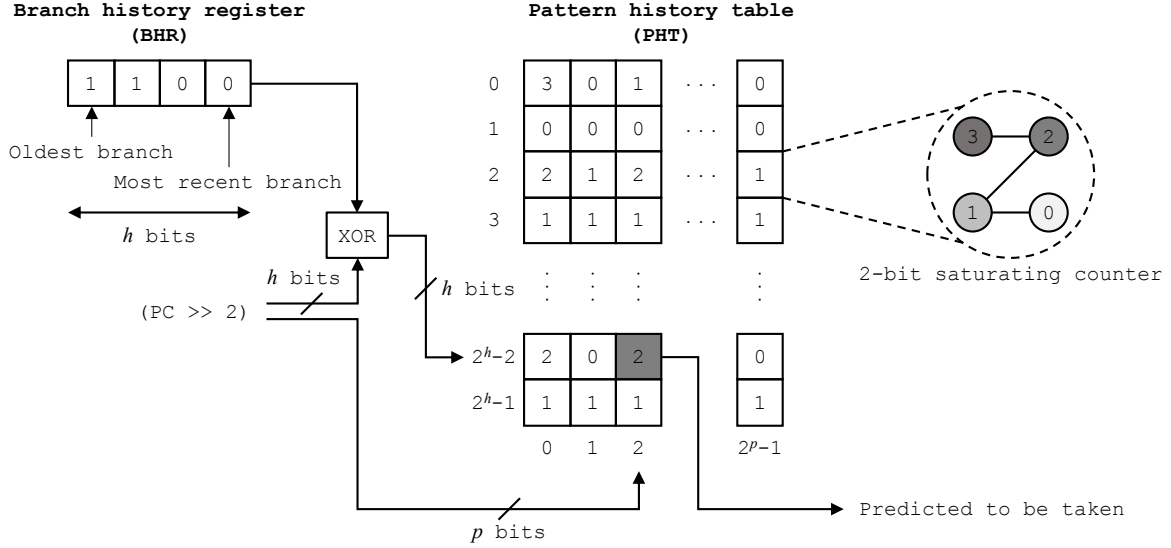 Branch history register
(BHR)
1 1 0 0
Oldest branch
Most recent branch
h bits
XOR
h bits
h bits
(PC >> 2)
Pattern history table
(PHT)
0 3 0 1 ... 0
1 0 0 0 0
2 2 1 2 ... 1
3 1 1 1 ... 1
2^h-2 2 0 2 0
2^h-1 1 1 1 1
0 1 2 2^p-1
p bits
Predicted to be taken
3 2
1 0
2-bit saturating counter